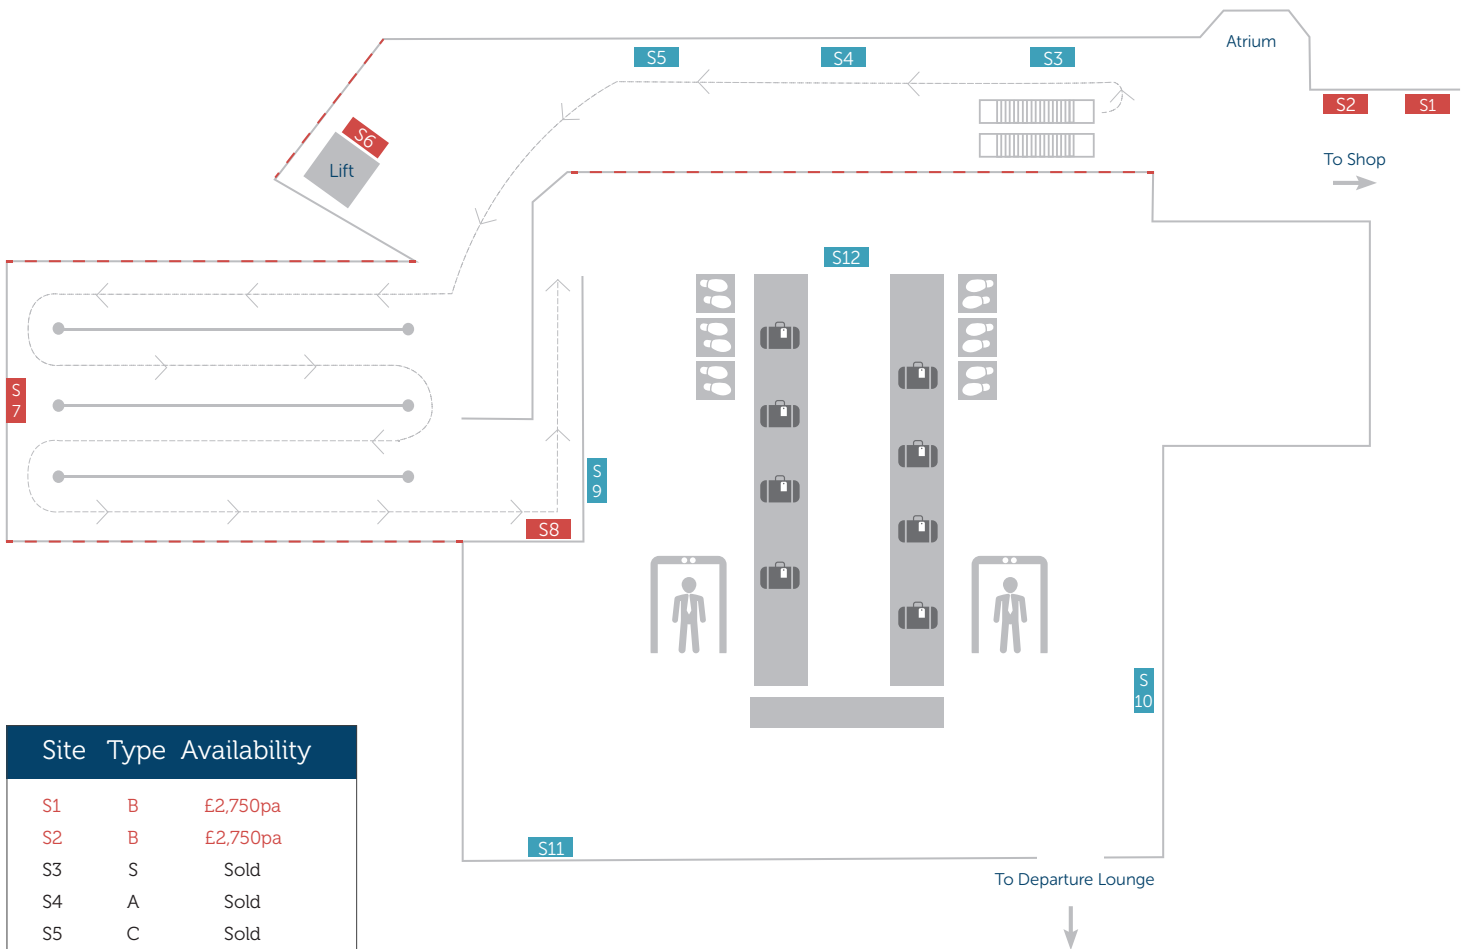 Atrium
S5
S4
S3
S2
S1
S6
Lift
To Shop
S12
S
7
S
9
S8
S
10
S11
To Departure Lounge
Site Type Availability
S1 B £2,750pa
S2 B £2,750pa
S3 S Sold
S4 A Sold
S5 C Sold